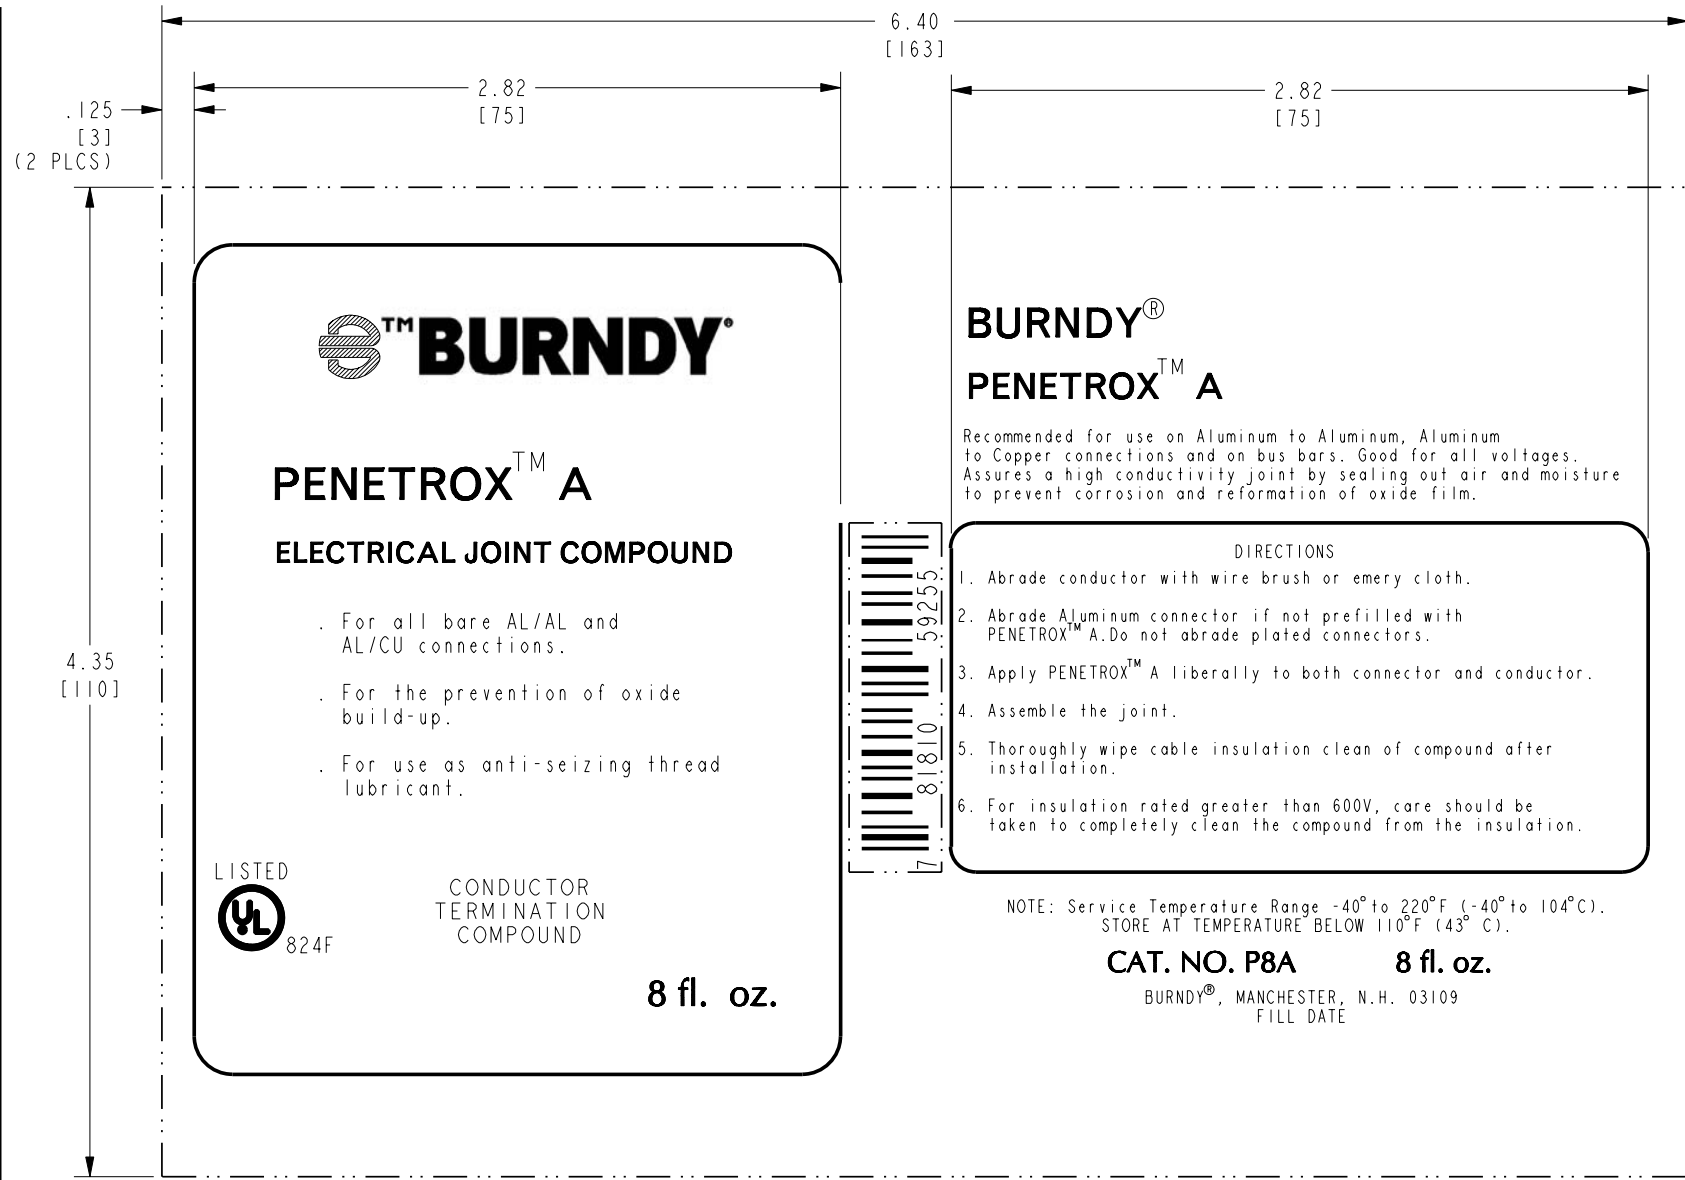 6.40
[163]
2.82
[75]
2.82
[75]
.125
[3]
(2 PLCS)
4.35
[110]
™BURNDY®
PENETROX™ A
ELECTRICAL JOINT COMPOUND
. For all bare AL/AL and
AL/CU connections.
. For the prevention of oxide
build-up.
. For use as anti-seizing thread
lubricant.
LISTED
UL
824F
CONDUCTOR
TERMINATION
COMPOUND
8 fl. oz.
7 81810 59255
BURNDY®
PENETROX™ A
Recommended for use on Aluminum to Aluminum, Aluminum
to Copper connections and on bus bars. Good for all voltages.
Assures a high conductivity joint by sealing out air and moisture
to prevent corrosion and reformation of oxide film.
DIRECTIONS
1. Abrade conductor with wire brush or emery cloth.
2. Abrade Aluminum connector if not prefilled with
PENETROX™ A.Do not abrade plated connectors.
3. Apply PENETROX™ A liberally to both connector and conductor.
4. Assemble the joint.
5. Thoroughly wipe cable insulation clean of compound after
installation.
6. For insulation rated greater than 600V, care should be
taken to completely clean the compound from the insulation.
NOTE: Service Temperature Range -40° to 220°F (-40° to 104°C).
STORE AT TEMPERATURE BELOW 110°F (43° C).
CAT. NO. P8A 8 fl. oz.
BURNDY®, MANCHESTER, N.H. 03109
FILL DATE